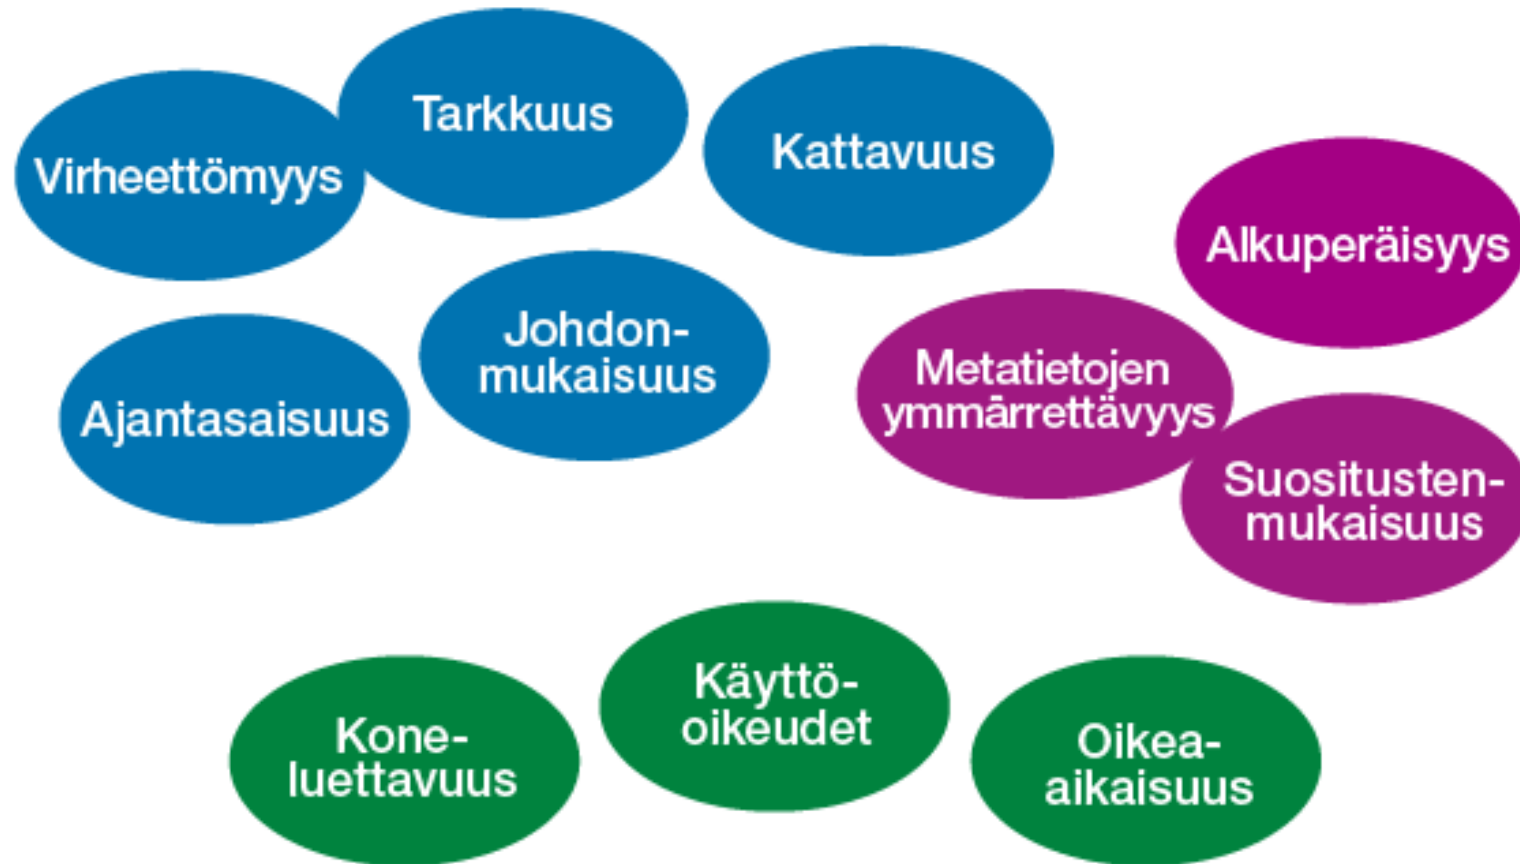 Tarkkuus
Virheettömyys
Kattavuus
Alkuperäisyys
Johdon-
mukaisuus
Ajantasaisuus
Metatietojen
ymmärrettävyys
Suositusten-
mukaisuus
Käyttö-
oikeudet
Kone-
luettavuus
Oikea-
aikaisuus